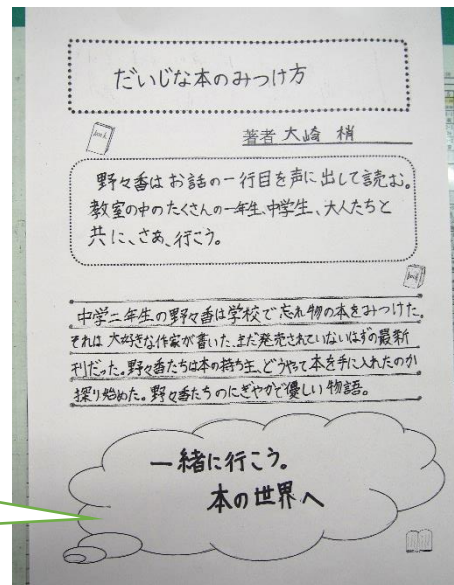 だいじな本のみつけ方
著者 大崎 梢
野々香はお話の一行目を声に出して読む。
教室の中のたくさんの一年生、中学生、大人たちと
共に、さあ、行こう。
中学二年生の野々香は学校で忘れ物の本をみつけた。
それは大好きな作家が書いた、まだ発売されていないはずの最新
刊だった。野々香たちは本の持ち主、どうやって本を手に入れたのか
探り始めた。野々香たちのにぎやかで優しい物語。
一緒に行こう。
本の世界へ